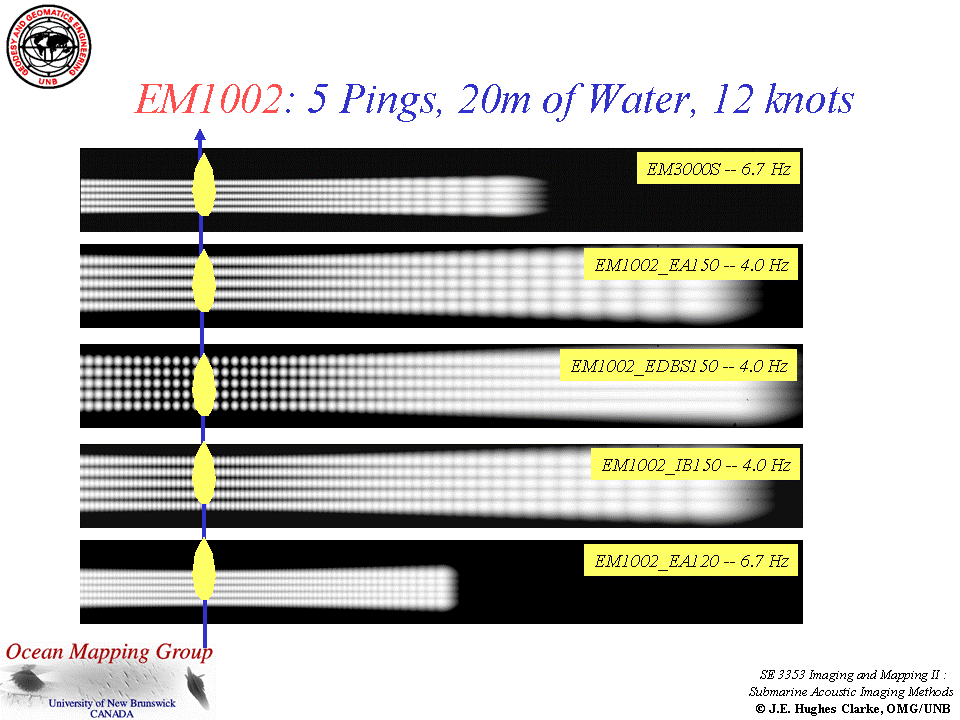 GEODESY AND GEOMATICS ENGINEERING
UNB
EM1002: 5 Pings, 20m of Water, 12 knots
EM3000S -- 6.7 Hz
EM1002_EA150 -- 4.0 Hz
EM1002_EDBS150 -- 4.0 Hz
EM1002_IB150 -- 4.0 Hz
EM1002_EA120 -- 6.7 Hz
Ocean Mapping Group
University of New Brunswick
CANADA
SE 3353 Imaging and Mapping II :
Submarine Acoustic Imaging Methods
© J.E. Hughes Clarke, OMG/UNB